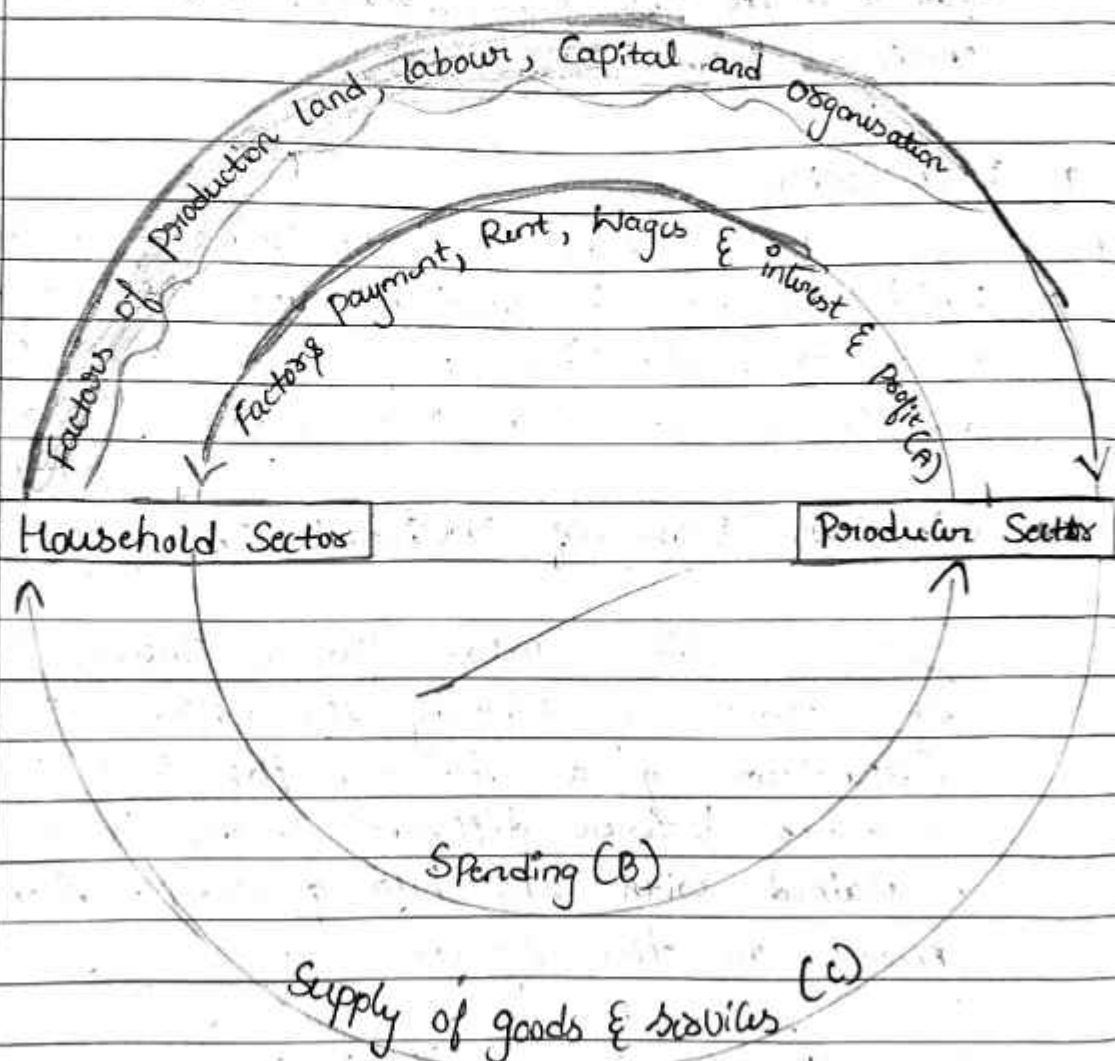 Factors of production land, labour, Capital and organisation
Factors payment, Rent, Wages & interest & Profit (A)
Household Sector
Producer Sector
Spending (B)
Supply of goods & services (C)